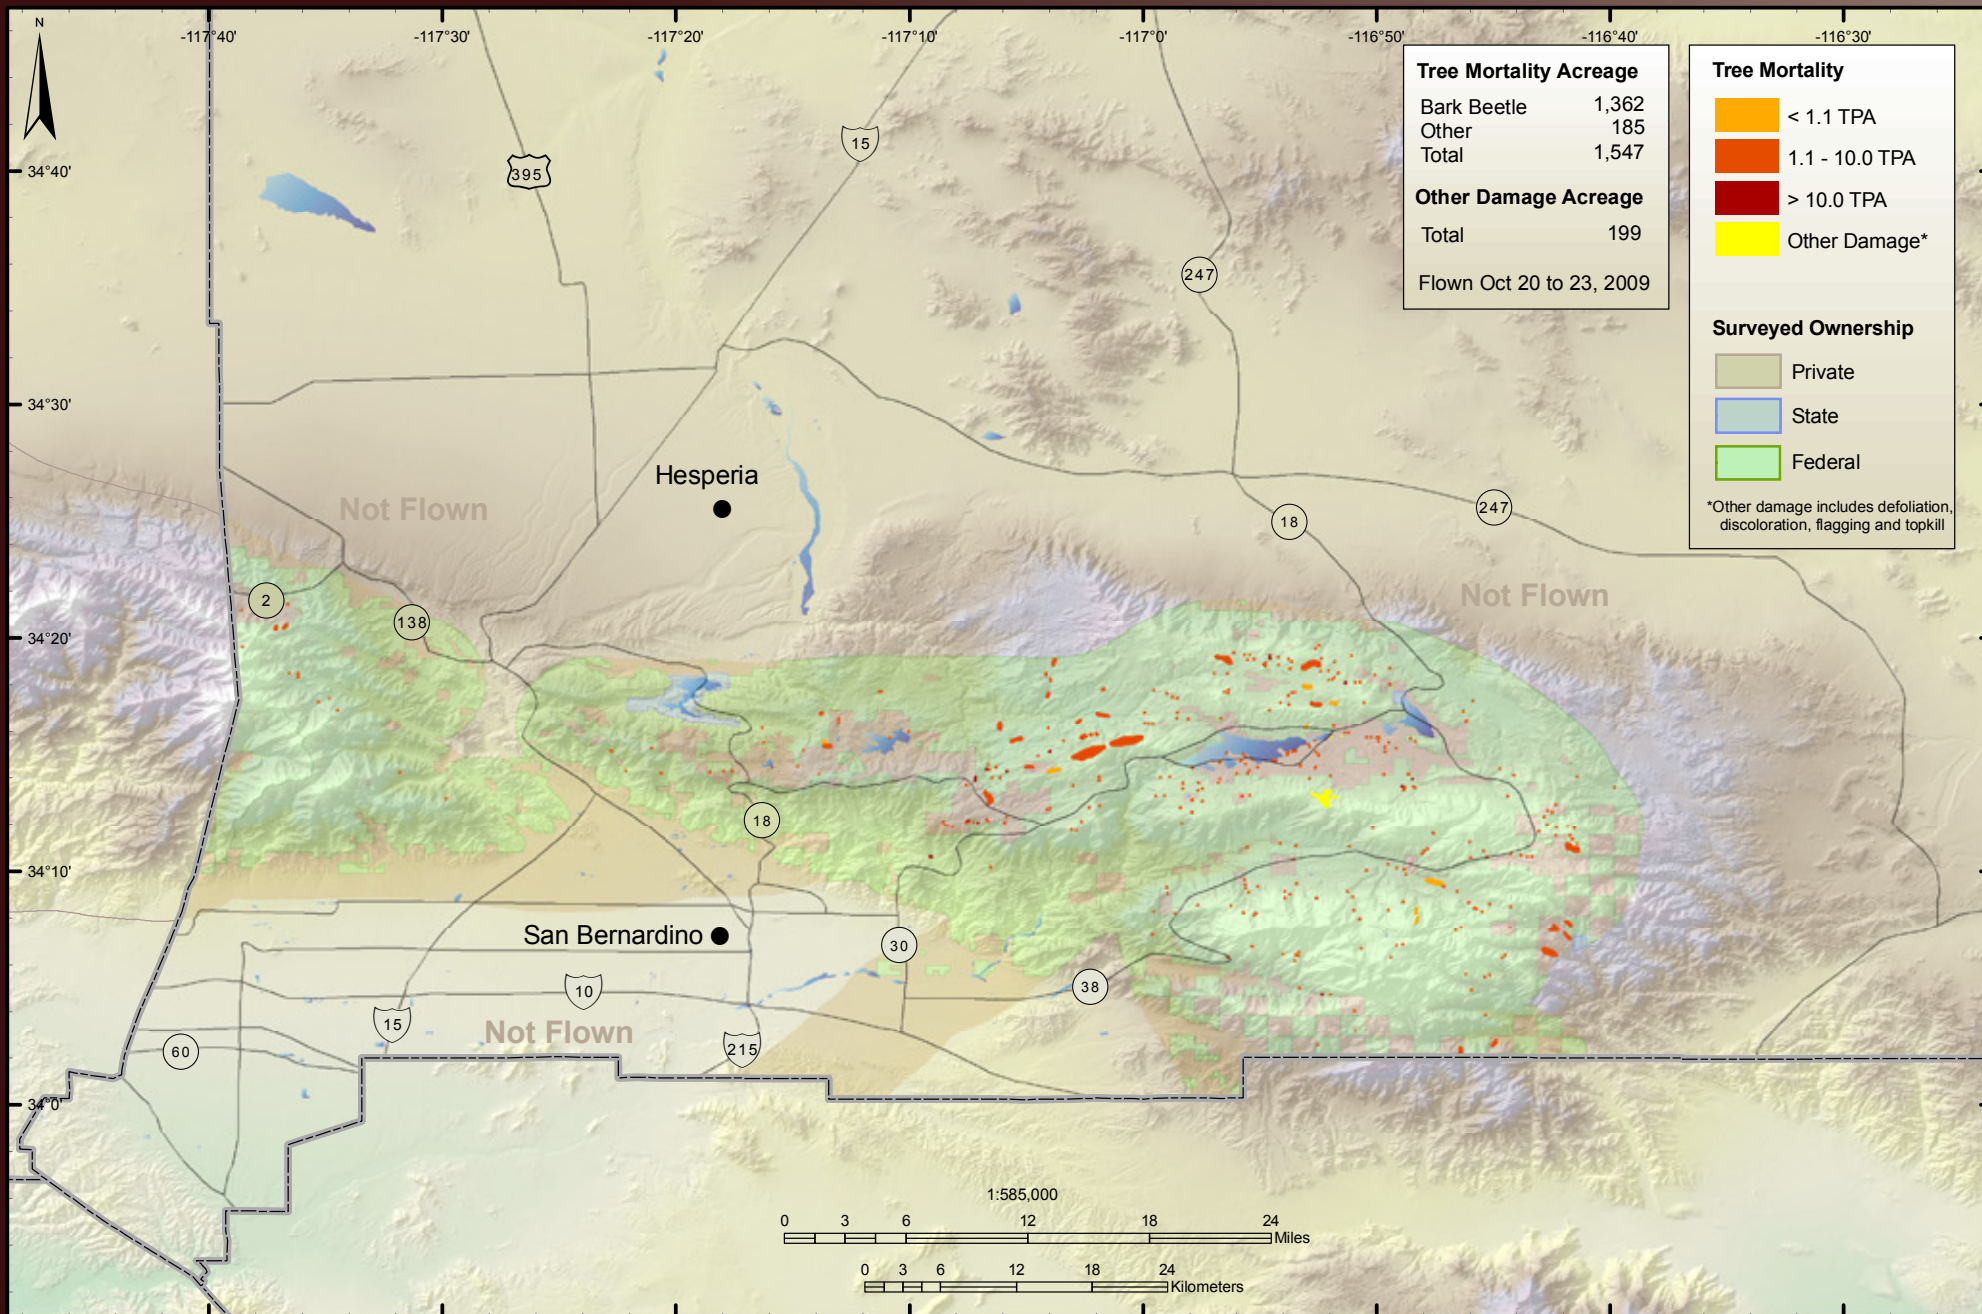 N
-117°40'
-117°30'
-117°20'
-117°10'
-117°0'
-116°50'
-116°40'
-116°30'
34°40'
34°30'
34°20'
34°10'
34°0'
Tree Mortality Acreage
Bark Beetle 1,362
Other 185
Total 1,547
Other Damage Acreage
Total 199
Flown Oct 20 to 23, 2009
Tree Mortality
< 1.1 TPA
1.1 - 10.0 TPA
> 10.0 TPA
Other Damage*
Surveyed Ownership
Private
State
Federal
*Other damage includes defoliation,
discoloration, flagging and topkill
15
395
247
Hesperia
Not Flown
18
247
Not Flown
2
138
18
San Bernardino
30
38
10
15
Not Flown
215
60
1:585,000
0 3 6 12 18 24
Miles
0 3 6 12 18 24
Kilometers